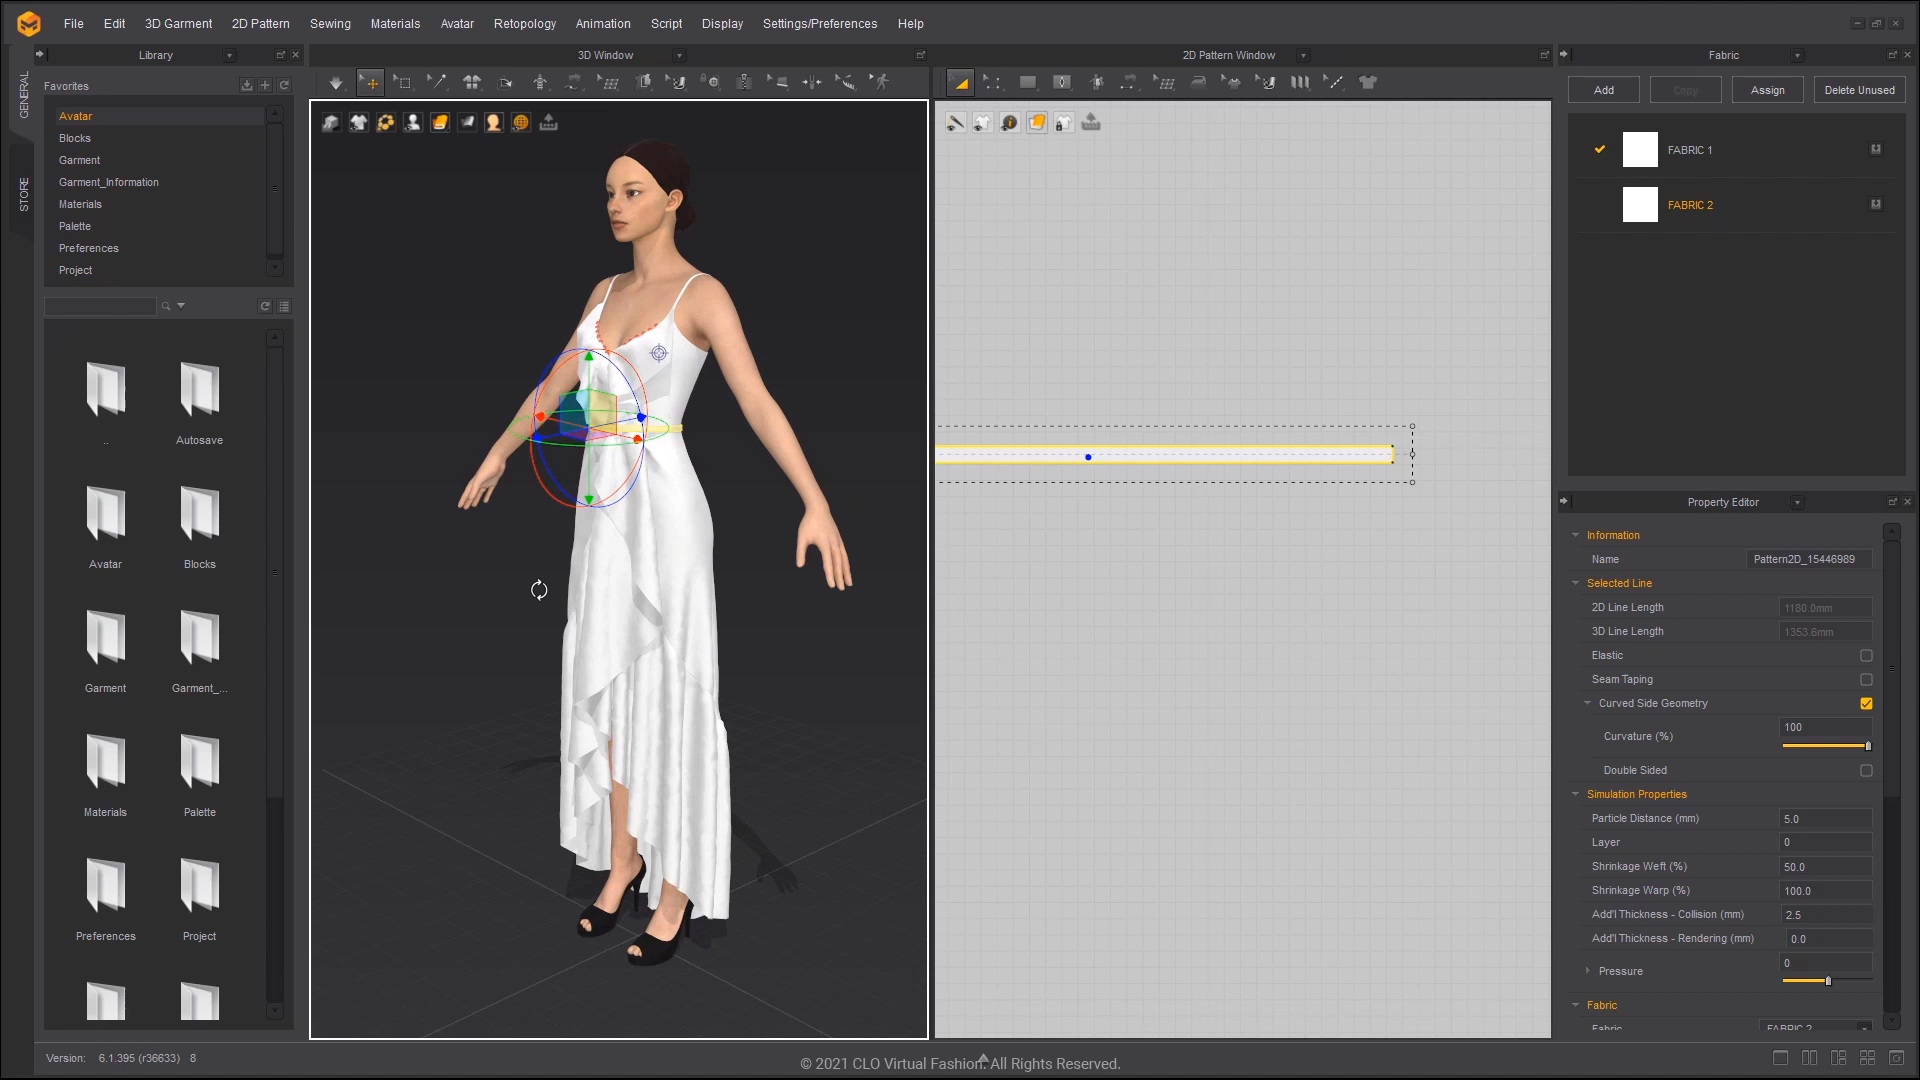 File Edit 3D Garment 2D Pattern Sewing Materials Avatar Retopology Animation Script Display Settings/Preferences Help
Library
3D Window
2D Pattern Window
Fabric
GENERAL
STORE
Favorites
Avatar
Blocks
Garment
Garment_Information
Materials
Palette
Preferences
Project
.. Autosave
Avatar Blocks
Garment Garment_...
Materials Palette
Preferences Project
Add Copy Assign Delete Unused
FABRIC 1
FABRIC 2
Property Editor
Information
Name Pattern2D_15446989
Selected Line
2D Line Length 1180.0mm
3D Line Length 1353.6mm
Elastic
Seam Taping
Curved Side Geometry
Curvature (%) 100
Double Sided
Simulation Properties
Particle Distance (mm) 5.0
Layer 0
Shrinkage Weft (%) 50.0
Shrinkage Warp (%) 100.0
Add'l Thickness - Collision (mm) 2.5
Add'l Thickness - Rendering (mm) 0.0
Pressure 0
Fabric
Fabric FABRIC 2
Version: 6.1.395 (r36633) 8
© 2021 CLO Virtual Fashion. All Rights Reserved.